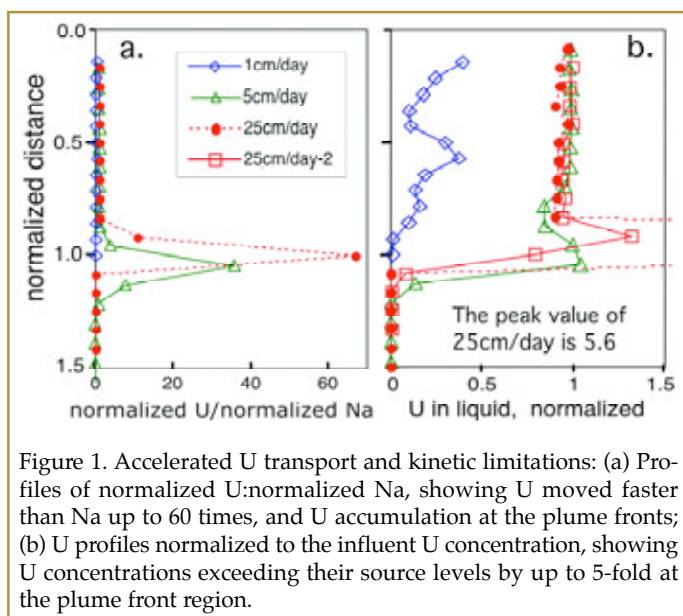 0.0
0.5
1.0
1.5
normalized distance
a.
1cm/day
5cm/day
25cm/day
25cm/day-2
0
20
40
60
normalized U/normalized Na
b.
The peak value of
25cm/day is 5.6
0
0.5
1
1.5
U in liquid, normalized
Figure 1. Accelerated U transport and kinetic limitations: (a) Pro-
files of normalized U:normalized Na, showing U moved faster
than Na up to 60 times, and U accumulation at the plume fronts;
(b) U profiles normalized to the influent U concentration, showing
U concentrations exceeding their source levels by up to 5-fold at
the plume front region.